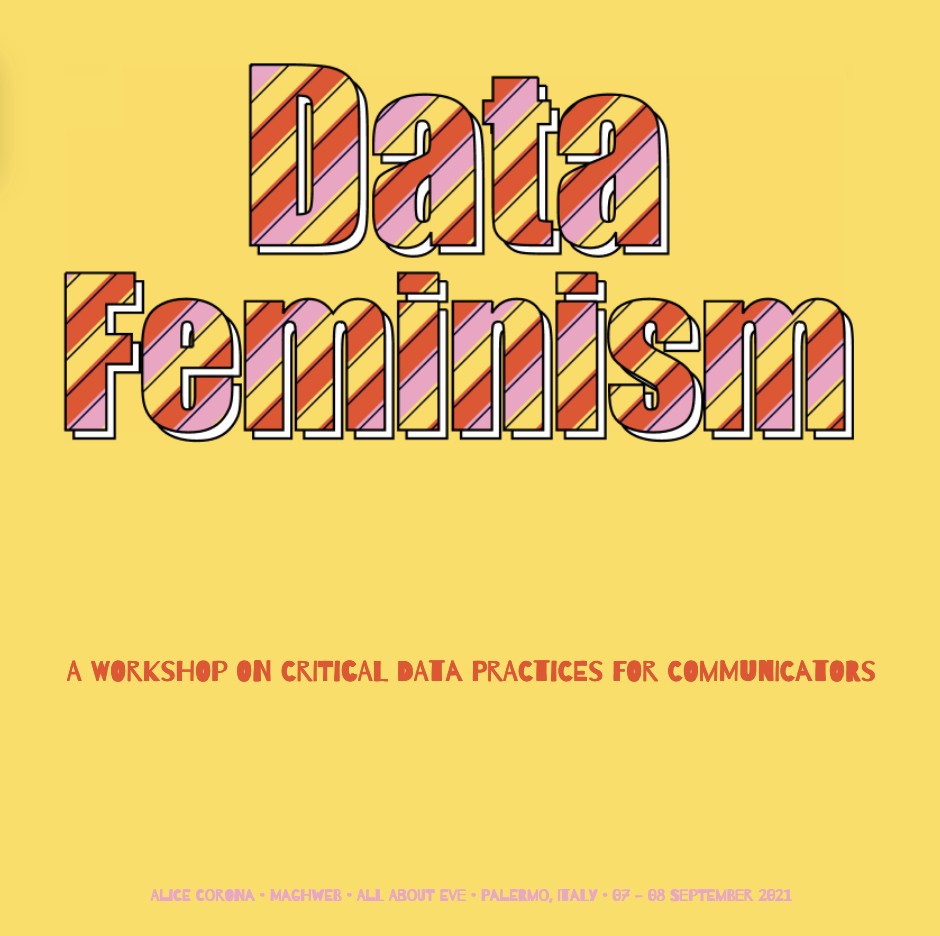 Data
Feminism
A WORKSHOP ON CRITICAL DATA PRACTICES FOR COMMUNICATORS
ALICE CORONA • MAGHWEB • ALL ABOUT EVE • PALERMO, ITALY • 07 – 08 SEPTEMBER 2021